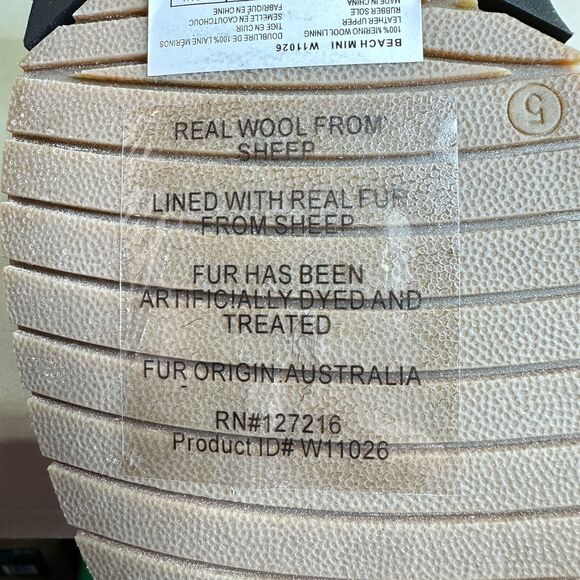 BEACH MINI W11026
100% MERINO WOOL LINING
LEATHER UPPER
RUBBER SOLE
MADE IN CHINA
DOUBLURE DE 100% LAINE MÉRINOS
TIGE EN CUIR
SEMELLE EN CAOUTCHOUC
FABRIQUÉ EN CHINE
5
REAL WOOL FROM
SHEEP
LINED WITH REAL FUR
FROM SHEEP
FUR HAS BEEN
ARTIFICIALLY DYED AND
TREATED
FUR ORIGIN:AUSTRALIA
RN#127216
Product ID# W11026